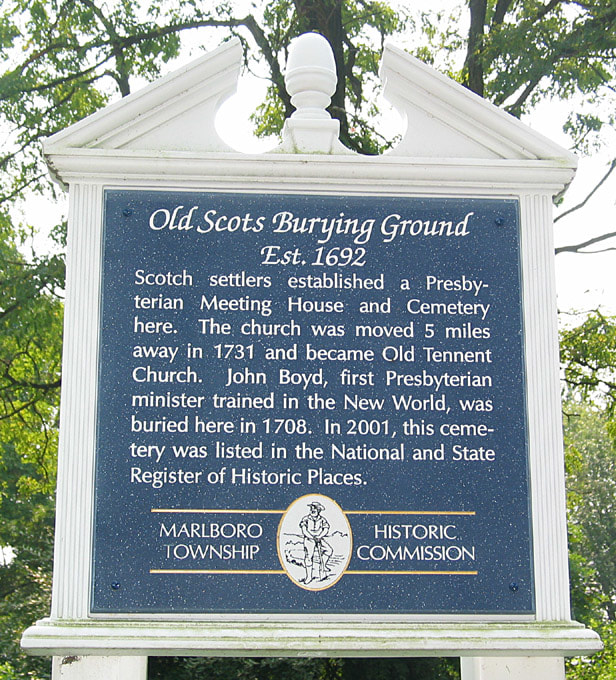 Old Scots Burying Ground
Est. 1692
Scotch settlers established a Presby-
terian Meeting House and Cemetery
here. The church was moved 5 miles
away in 1731 and became Old Tennent
Church. John Boyd, first Presbyterian
minister trained in the New World, was
buried here in 1708. In 2001, this ceme-
tery was listed in the National and State
Register of Historic Places.
MARLBORO TOWNSHIP
HISTORIC COMMISSION